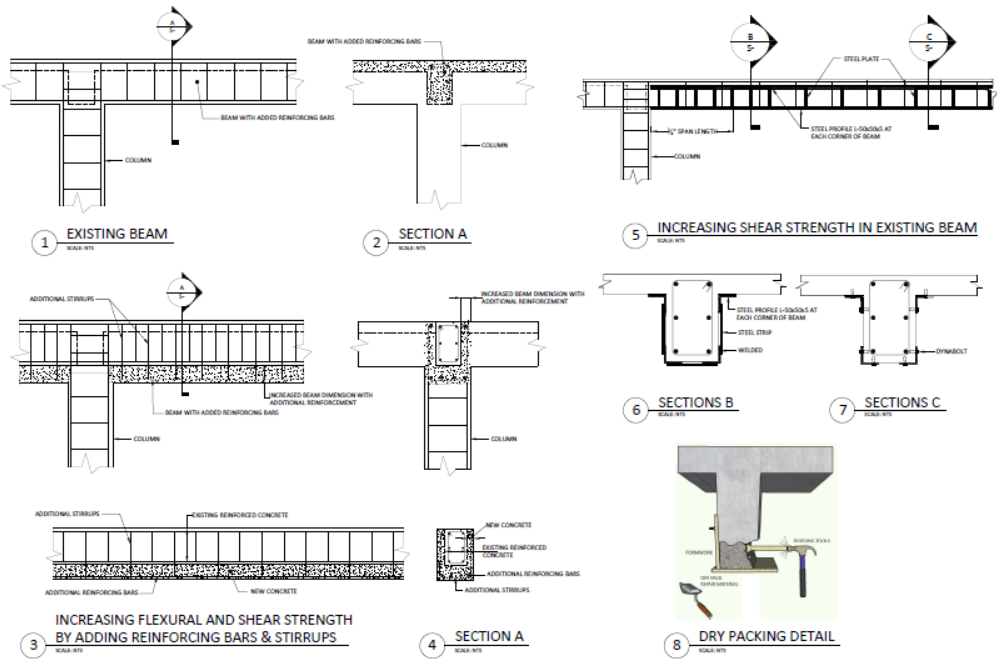 A
S-
BEAM WITH ADDED REINFORCING BARS
COLUMN
1 EXISTING BEAM
SCALE: NTS
BEAM WITH ADDED REINFORCING BARS
COLUMN
2 SECTION A
SCALE: NTS
B
S-
C
S-
STEEL PLATE
SPAN LENGTH
STEEL PROFILE L-50x50x5 AT
EACH CORNER OF BEAM
COLUMN
5 INCREASING SHEAR STRENGTH IN EXISTING BEAM
SCALE: NTS
A
S-
ADDITIONAL STIRRUPS
INCREASED BEAM DIMENSION WITH
ADDITIONAL REINFORCEMENT
BEAM WITH ADDED REINFORCING BARS
COLUMN
INCREASED BEAM DIMENSION WITH
ADDITIONAL REINFORCEMENT
COLUMN
STEEL PROFILE L-50x50x5 AT
EACH CORNER OF BEAM
STEEL STRIP
WELDED
6 SECTIONS B
SCALE: NTS
DYNABOLT
7 SECTIONS C
SCALE: NTS
ADDITIONAL STIRRUPS
EXISTING REINFORCED CONCRETE
ADDITIONAL REINFORCING BARS
NEW CONCRETE
3 INCREASING FLEXURAL AND SHEAR STRENGTH
BY ADDING REINFORCING BARS & STIRRUPS
SCALE: NTS
NEW CONCRETE
EXISTING REINFORCED
CONCRETE
ADDITIONAL REINFORCING BARS
ADDITIONAL STIRRUPS
4 SECTION A
SCALE: NTS
FORMWORK
DRY PACK
REPAIR MATERIAL
TOOLS
8 DRY PACKING DETAIL
SCALE: NTS